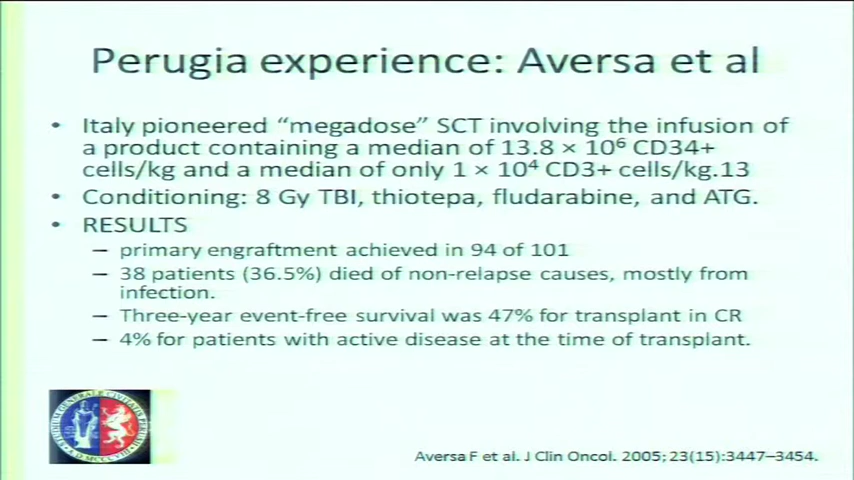 Perugia experience: Aversa et al
• Italy pioneered “megadose” SCT involving the infusion of
a product containing a median of 13.8 × 10⁶ CD34+
cells/kg and a median of only 1 × 10⁴ CD3+ cells/kg.13
• Conditioning: 8 Gy TBI, thiotepa, fludarabine, and ATG.
• RESULTS
– primary engraftment achieved in 94 of 101
– 38 patients (36.5%) died of non-relapse causes, mostly from
infection.
– Three-year event-free survival was 47% for transplant in CR
– 4% for patients with active disease at the time of transplant.
Aversa F et al. J Clin Oncol. 2005; 23(15):3447–3454.